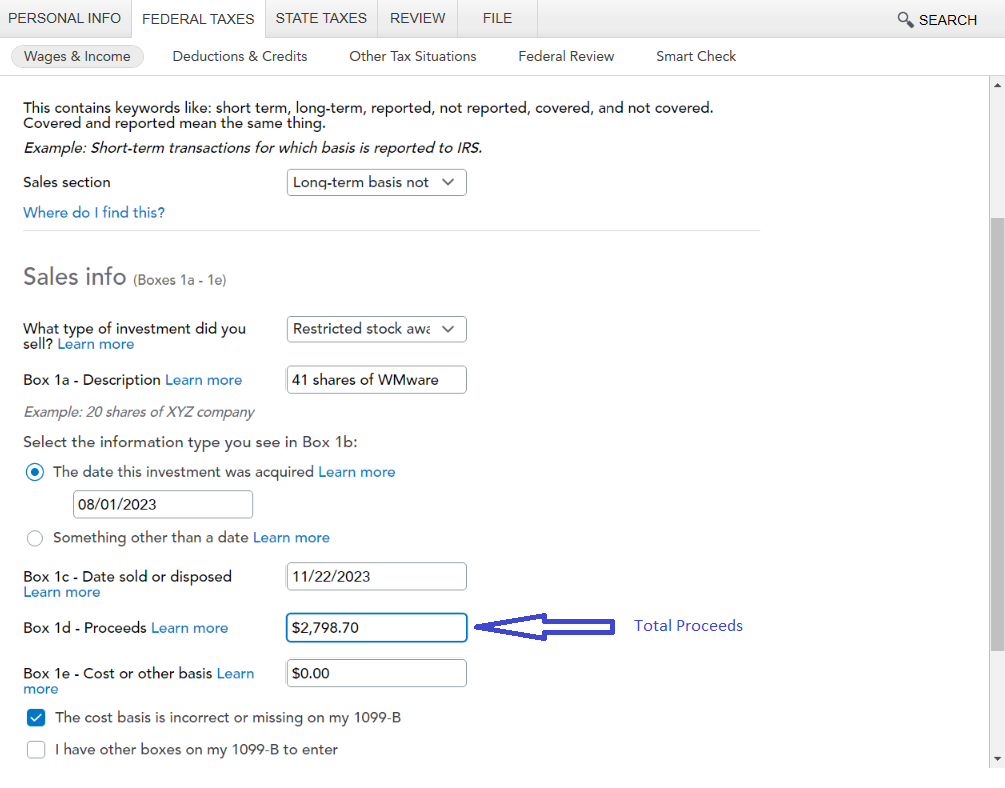 PERSONAL INFO FEDERAL TAXES STATE TAXES REVIEW FILE SEARCH
Wages & Income Deductions & Credits Other Tax Situations Federal Review Smart Check
This contains keywords like: short term, long-term, reported, not reported, covered, and not covered.
Covered and reported mean the same thing.
Example: Short-term transactions for which basis is reported to IRS.
Sales section Long-term basis not
Where do I find this?
Sales info (Boxes 1a - 1e)
What type of investment did you Restricted stock awa
sell? Learn more
Box 1a - Description Learn more 41 shares of WMware
Example: 20 shares of XYZ company
Select the information type you see in Box 1b:
The date this investment was acquired Learn more
08/01/2023
Something other than a date Learn more
Box 1c - Date sold or disposed 11/22/2023
Learn more
Box 1d - Proceeds Learn more $2,798.70 Total Proceeds
Box 1e - Cost or other basis Learn $0.00
more
The cost basis is incorrect or missing on my 1099-B
I have other boxes on my 1099-B to enter